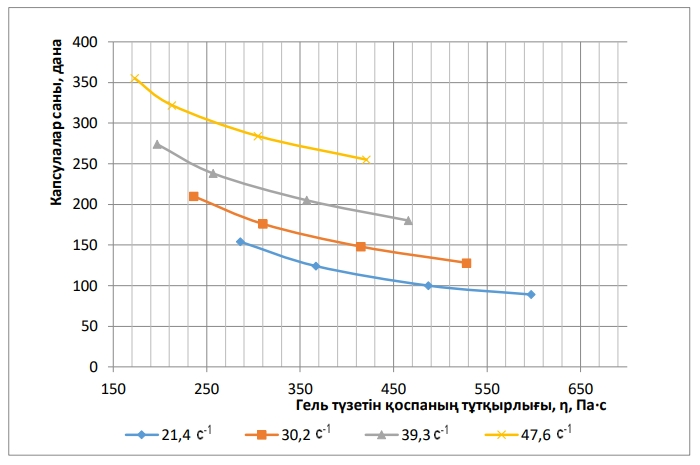 Капсулалар саны, дана
400
350
300
250
200
150
100
50
0
150 250 350 450 550 650
Гель түзетін қоспаның тұтқырлығы, η, Па·с
21,4 c⁻¹ 30,2 c⁻¹ 39,3 c⁻¹ 47,6 c⁻¹